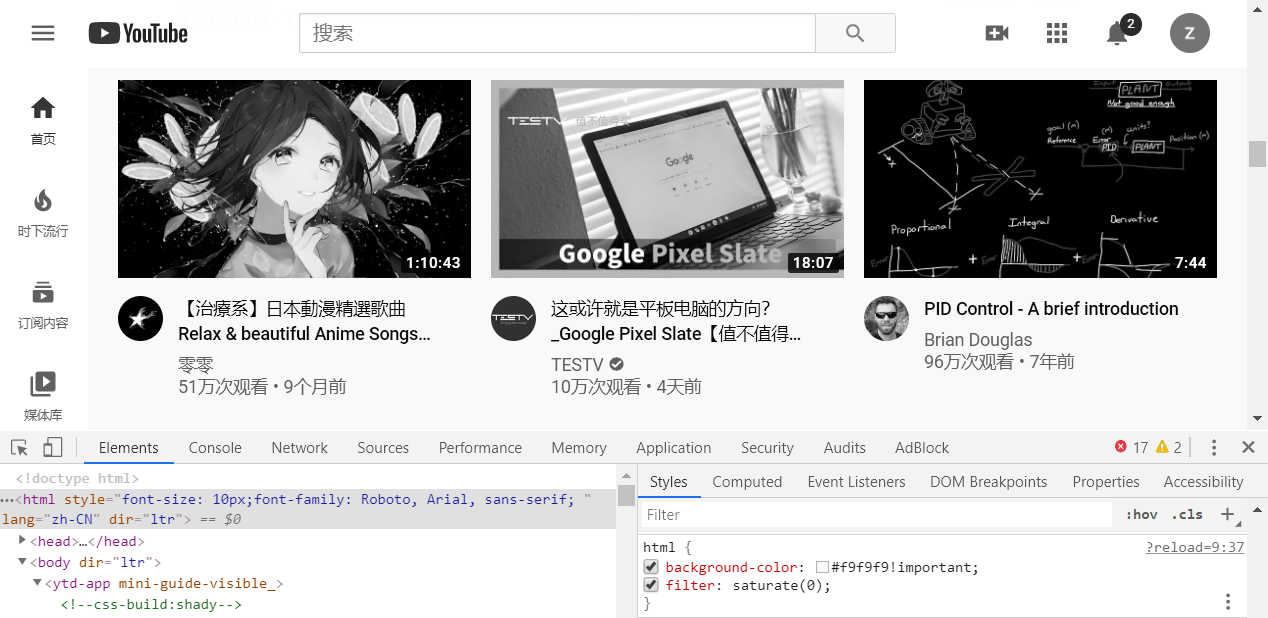 YouTube
搜索
2
Z
首页
时下流行
订阅内容
媒体库
1:10:43
【治療系】日本動漫精選歌曲
Relax & beautiful Anime Songs...
零零
51万次观看 • 9个月前
TESTV 值不值得买
Google
Google Pixel Slate
18:07
TESTV
这或许就是平板电脑的方向？
_Google Pixel Slate【值不值得...
TESTV
10万次观看 • 4天前
Input PLANT Output
Not good enough
goal (m)
Reference
Error
(m)
PID
units?
PLANT
Position (m)
Proportional
Integral
Derivative
Error
+
Error
+
7:44
PID Control - A brief introduction
Brian Douglas
96万次观看 • 7年前
Elements Console Network Sources Performance Memory Application Security Audits AdBlock 17 2
<!doctype html>
<html style="font-size: 10px;font-family: Roboto, Arial, sans-serif; "
lang="zh-CN" dir="ltr"> == $0
<head>…</head>
<body dir="ltr">
<ytd-app mini-guide-visible_>
<!--css-build:shady-->
Styles Computed Event Listeners DOM Breakpoints Properties Accessibility
Filter :hov .cls +
html { ?reload=9:37
background-color: #f9f9f9!important;
filter: saturate(0);
}